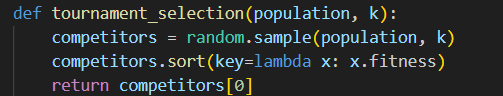 def tournament_selection(population, k):
    competitors = random.sample(population, k)
    competitors.sort(key=lambda x: x.fitness)
    return competitors[0]